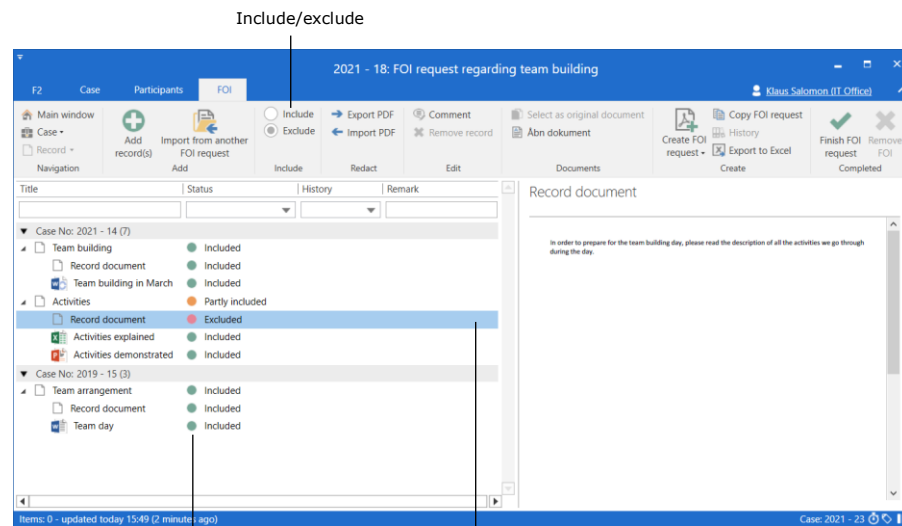 Include/exclude
2021 - 18: FOI request regarding team building
F2 Case Participants FOI Klaus Salomon (IT Office)
Main window Include Export PDF Comment Select as original document Copy FOI request
Case Exclude Import PDF Remove record Åbn dokument History
Record Add record(s) Import from another FOI request Create FOI request Export to Excel Finish FOI request Remove FOI
Navigation Add Include Redact Edit Documents Create Completed
Title Status History Remark
Record document
Case No: 2021 - 14 (7)
Team building Included
Record document Included
Team building in March Included
Activities Partly included
Record document Excluded
Activities explained Included
Activities demonstrated Included
Case No: 2019 - 15 (3)
Team arrangement Included
Record document Included
Team day Included
In order to prepare for the team building day, please read the description of all the activities we go through
during the day.
Items: 0 - updated today 15:49 (2 minutes ago) Case: 2021 - 23